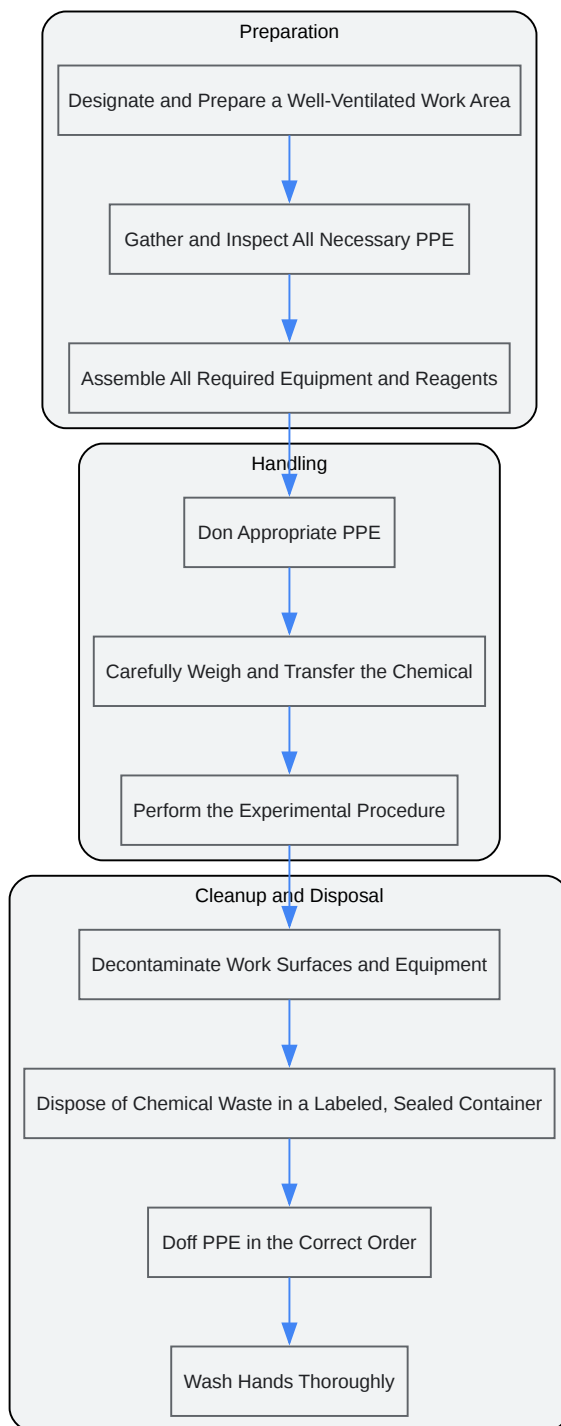 Preparation
Designate and Prepare a Well-Ventilated Work Area
Gather and Inspect All Necessary PPE
Assemble All Required Equipment and Reagents
Handling
Don Appropriate PPE
Carefully Weigh and Transfer the Chemical
Perform the Experimental Procedure
Cleanup and Disposal
Decontaminate Work Surfaces and Equipment
Dispose of Chemical Waste in a Labeled, Sealed Container
Doff PPE in the Correct Order
Wash Hands Thoroughly